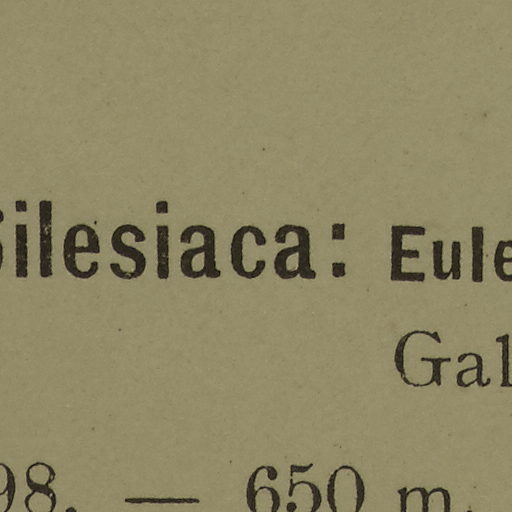 Silesiaca: Eule
Gal
98. — 650 m.